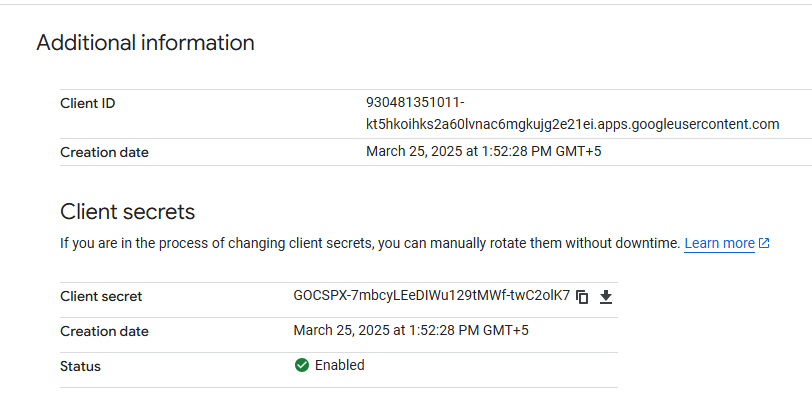 Additional information
Client ID
930481351011-
kt5hkoihks2a60lvnac6mgkujg2e21ei.apps.googleusercontent.com
Creation date
March 25, 2025 at 1:52:28 PM GMT+5
Client secrets
If you are in the process of changing client secrets, you can manually rotate them without downtime. Learn more
Client secret
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
Creation date
March 25, 2025 at 1:52:28 PM GMT+5
Status
Enabled